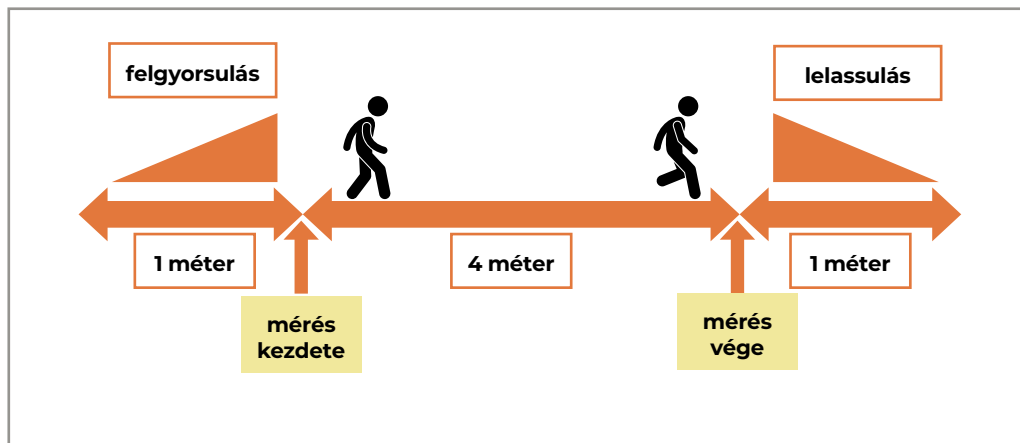 felgyorsulás
lelassulás
1 méter
4 méter
1 méter
mérés
kezdete
mérés
vége